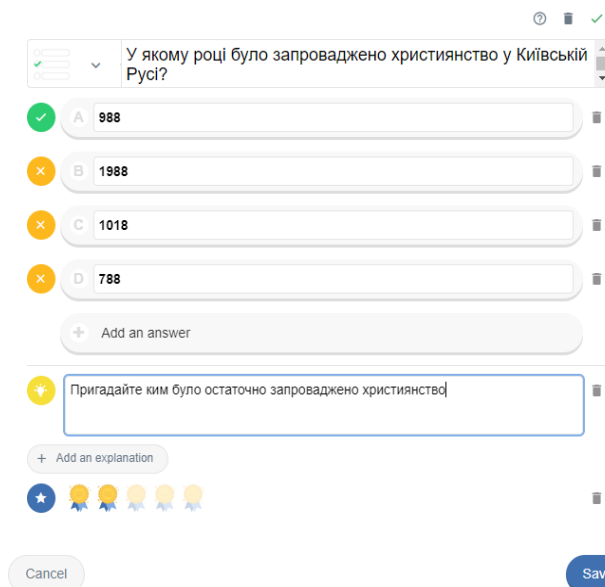 У якому році було запроваджено християнство у Київській
Русі?
A 988
B 1988
C 1018
D 788
Add an answer
Пригадайте ким було остаточно запроваджено християнство
+ Add an explanation
Cancel
Sav